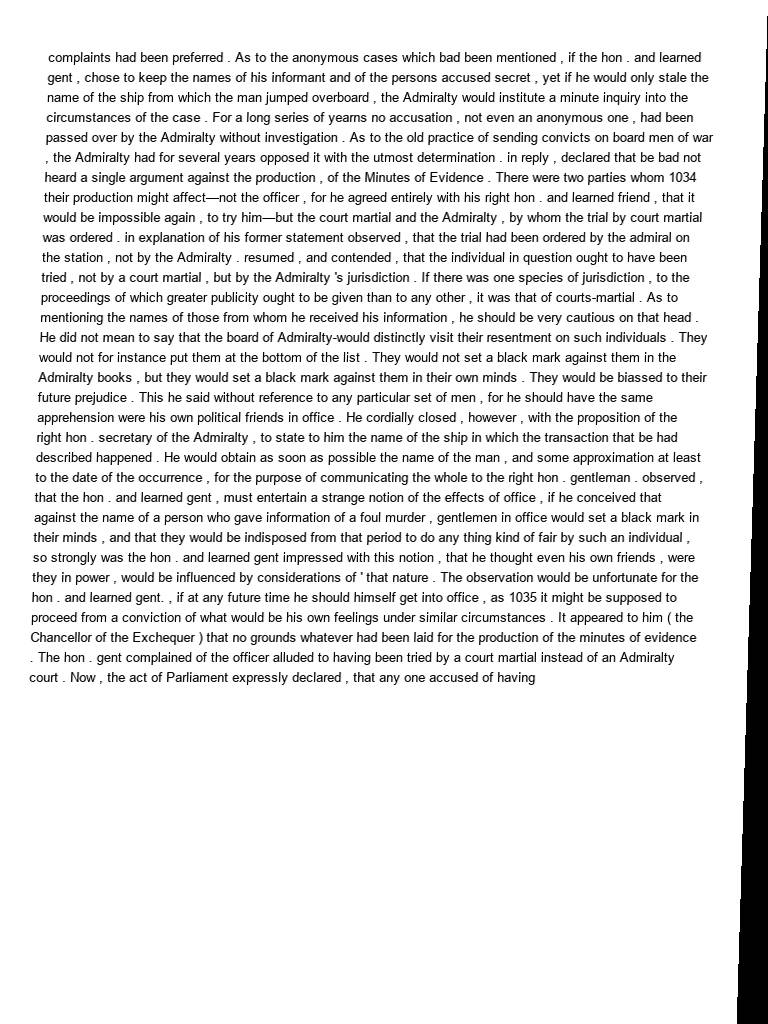 complaints had been preferred . As to the anonymous cases which bad been mentioned , if the hon . and learned
gent , chose to keep the names of his informant and of the persons accused secret , yet if he would only stale the
name of the ship from which the man jumped overboard , the Admiralty would institute a minute inquiry into the
circumstances of the case . For a long series of yearns no accusation , not even an anonymous one , had been
passed over by the Admiralty without investigation . As to the old practice of sending convicts on board men of war
, the Admiralty had for several years opposed it with the utmost determination . in reply , declared that be bad not
heard a single argument against the production , of the Minutes of Evidence . There were two parties whom 1034
their production might affect—not the officer , for he agreed entirely with his right hon . and learned friend , that it
would be impossible again , to try him—but the court martial and the Admiralty , by whom the trial by court martial
was ordered . in explanation of his former statement observed , that the trial had been ordered by the admiral on
the station , not by the Admiralty . resumed , and contended , that the individual in question ought to have been
tried , not by a court martial , but by the Admiralty 's jurisdiction . If there was one species of jurisdiction , to the
proceedings of which greater publicity ought to be given than to any other , it was that of courts-martial . As to
mentioning the names of those from whom he received his information , he should be very cautious on that head .
He did not mean to say that the board of Admiralty-would distinctly visit their resentment on such individuals . They
would not for instance put them at the bottom of the list . They would not set a black mark against them in the
Admiralty books , but they would set a black mark against them in their own minds . They would be biassed to their
future prejudice . This he said without reference to any particular set of men , for he should have the same
apprehension were his own political friends in office . He cordially closed , however , with the proposition of the
right hon . secretary of the Admiralty , to state to him the name of the ship in which the transaction that be had
described happened . He would obtain as soon as possible the name of the man , and some approximation at least
to the date of the occurrence , for the purpose of communicating the whole to the right hon . gentleman . observed ,
that the hon . and learned gent , must entertain a strange notion of the effects of office , if he conceived that
against the name of a person who gave information of a foul murder , gentlemen in office would set a black mark in
their minds , and that they would be indisposed from that period to do any thing kind of fair by such an individual ,
so strongly was the hon . and learned gent impressed with this notion , that he thought even his own friends , were
they in power , would be influenced by considerations of ' that nature . The observation would be unfortunate for the
hon . and learned gent. , if at any future time he should himself get into office , as 1035 it might be supposed to
proceed from a conviction of what would be his own feelings under similar circumstances . It appeared to him ( the
Chancellor of the Exchequer ) that no grounds whatever had been laid for the production of the minutes of evidence
. The hon . gent complained of the officer alluded to having been tried by a court martial instead of an Admiralty
court . Now , the act of Parliament expressly declared , that any one accused of having